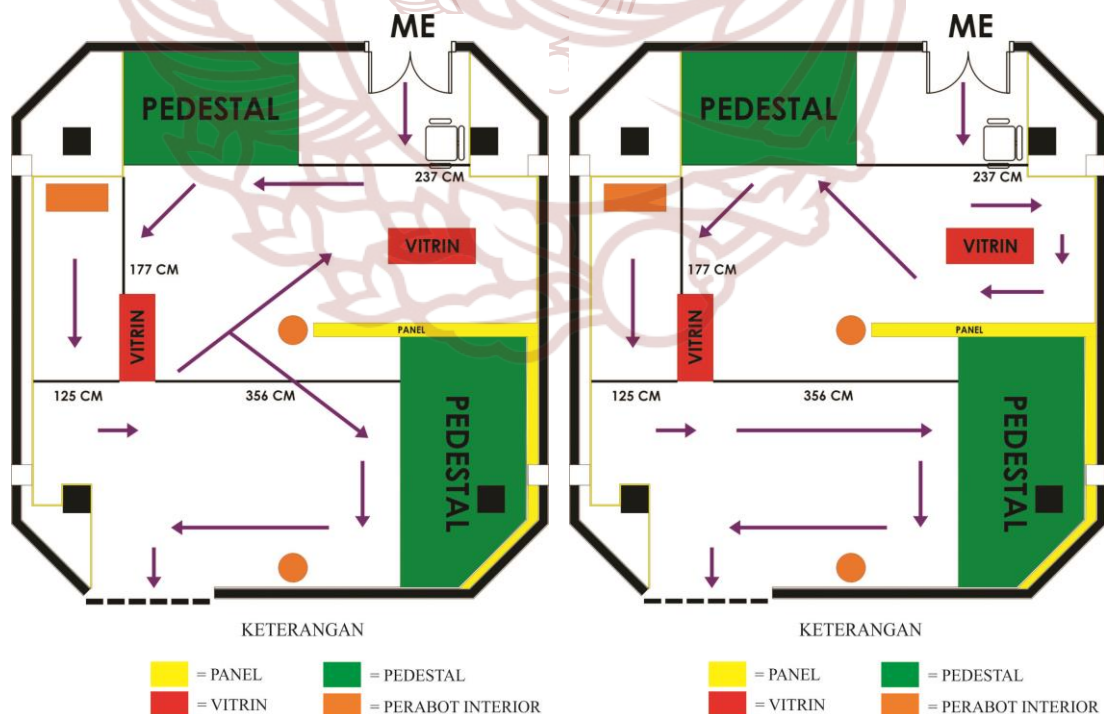 ME
PEDESTAL
237 CM
VITRIN
177 CM
VITRIN
PANEL
125 CM
356 CM
PEDESTAL
KETERANGAN
= PANEL
= PEDESTAL
= VITRIN
= PERABOT INTERIOR
ME
PEDESTAL
237 CM
VITRIN
177 CM
VITRIN
PANEL
125 CM
356 CM
PEDESTAL
KETERANGAN
= PANEL
= PEDESTAL
= VITRIN
= PERABOT INTERIOR